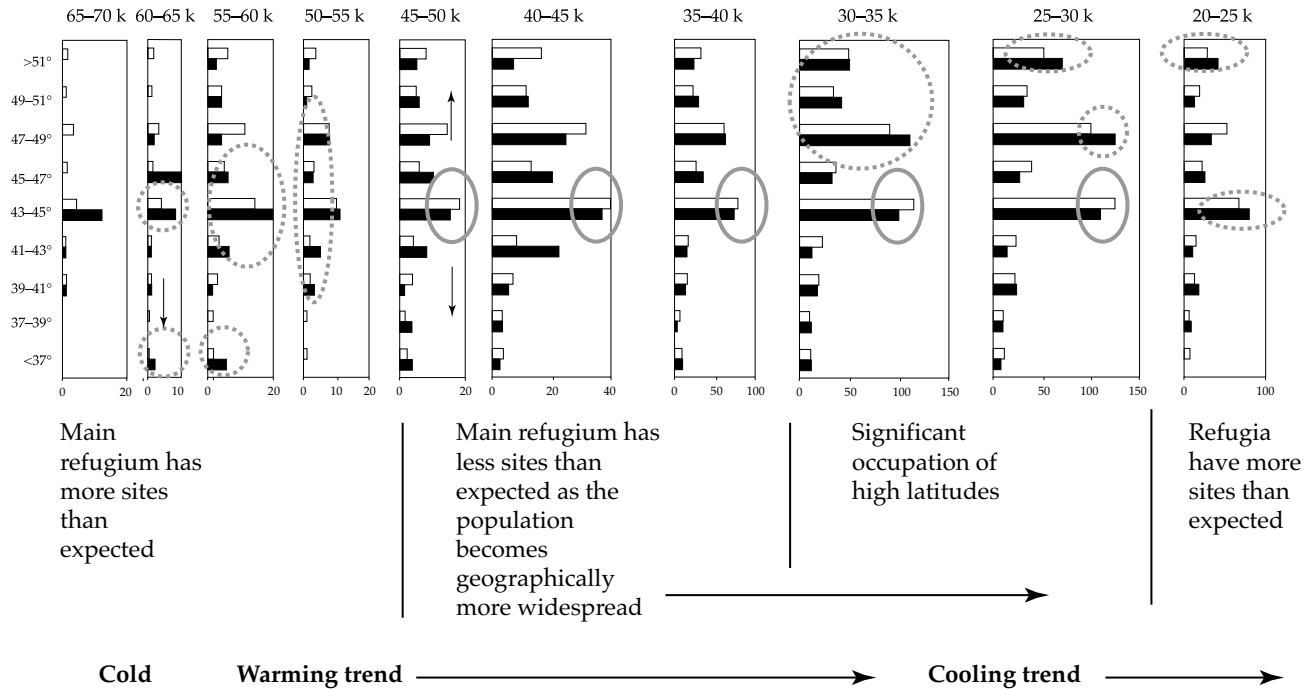 65–70 k 60–65 k 55–60 k 50–55 k 45–50 k 40–45 k 35–40 k 30–35 k 25–30 k 20–25 k
>51°
49–51°
47–49°
45–47°
43–45°
41–43°
39–41°
37–39°
<37°
0 20 0 10 0 20 0 20 0 20 0 20 40 0 50 100 0 50 100 150 0 50 100 150 0 100
Main
refugium has
more sites
than
expected
Main refugium has
less sites than
expected as the
population
becomes
geographically
more widespread
Significant
occupation of
high latitudes
Refugia
have more
sites than
expected
Cold Warming trend Cooling trend